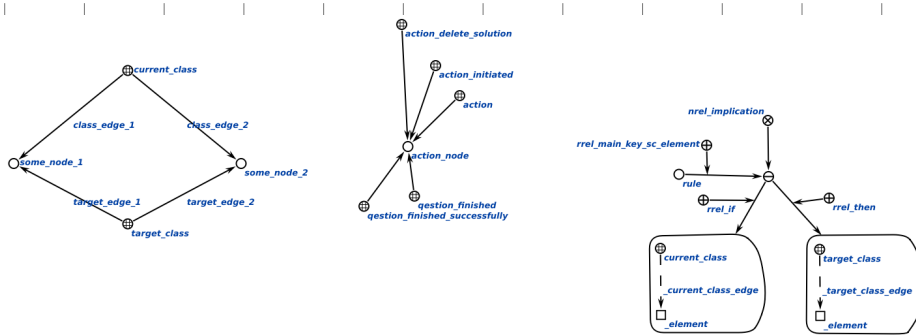 current_class
class_edge_1
class_edge_2
some_node_1
some_node_2
target_edge_1
target_edge_2
target_class
action_delete_solution
action_initiated
action
action_node
qestion_finished
qestion_finished_successfully
nrel_implication
rrel_main_key_sc_element
rule
rrel_if
rrel_then
current_class
_current_class_edge
_element
target_class
_target_class_edge
_element